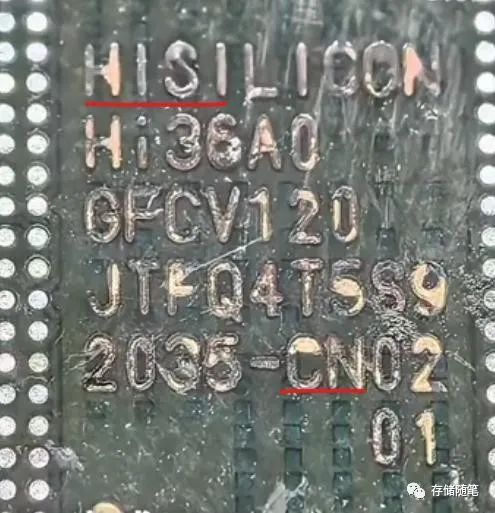 HISILICON
Hi36A0
GFCV120
JTFQ4T5S9
2035-CN02
01
存储随笔